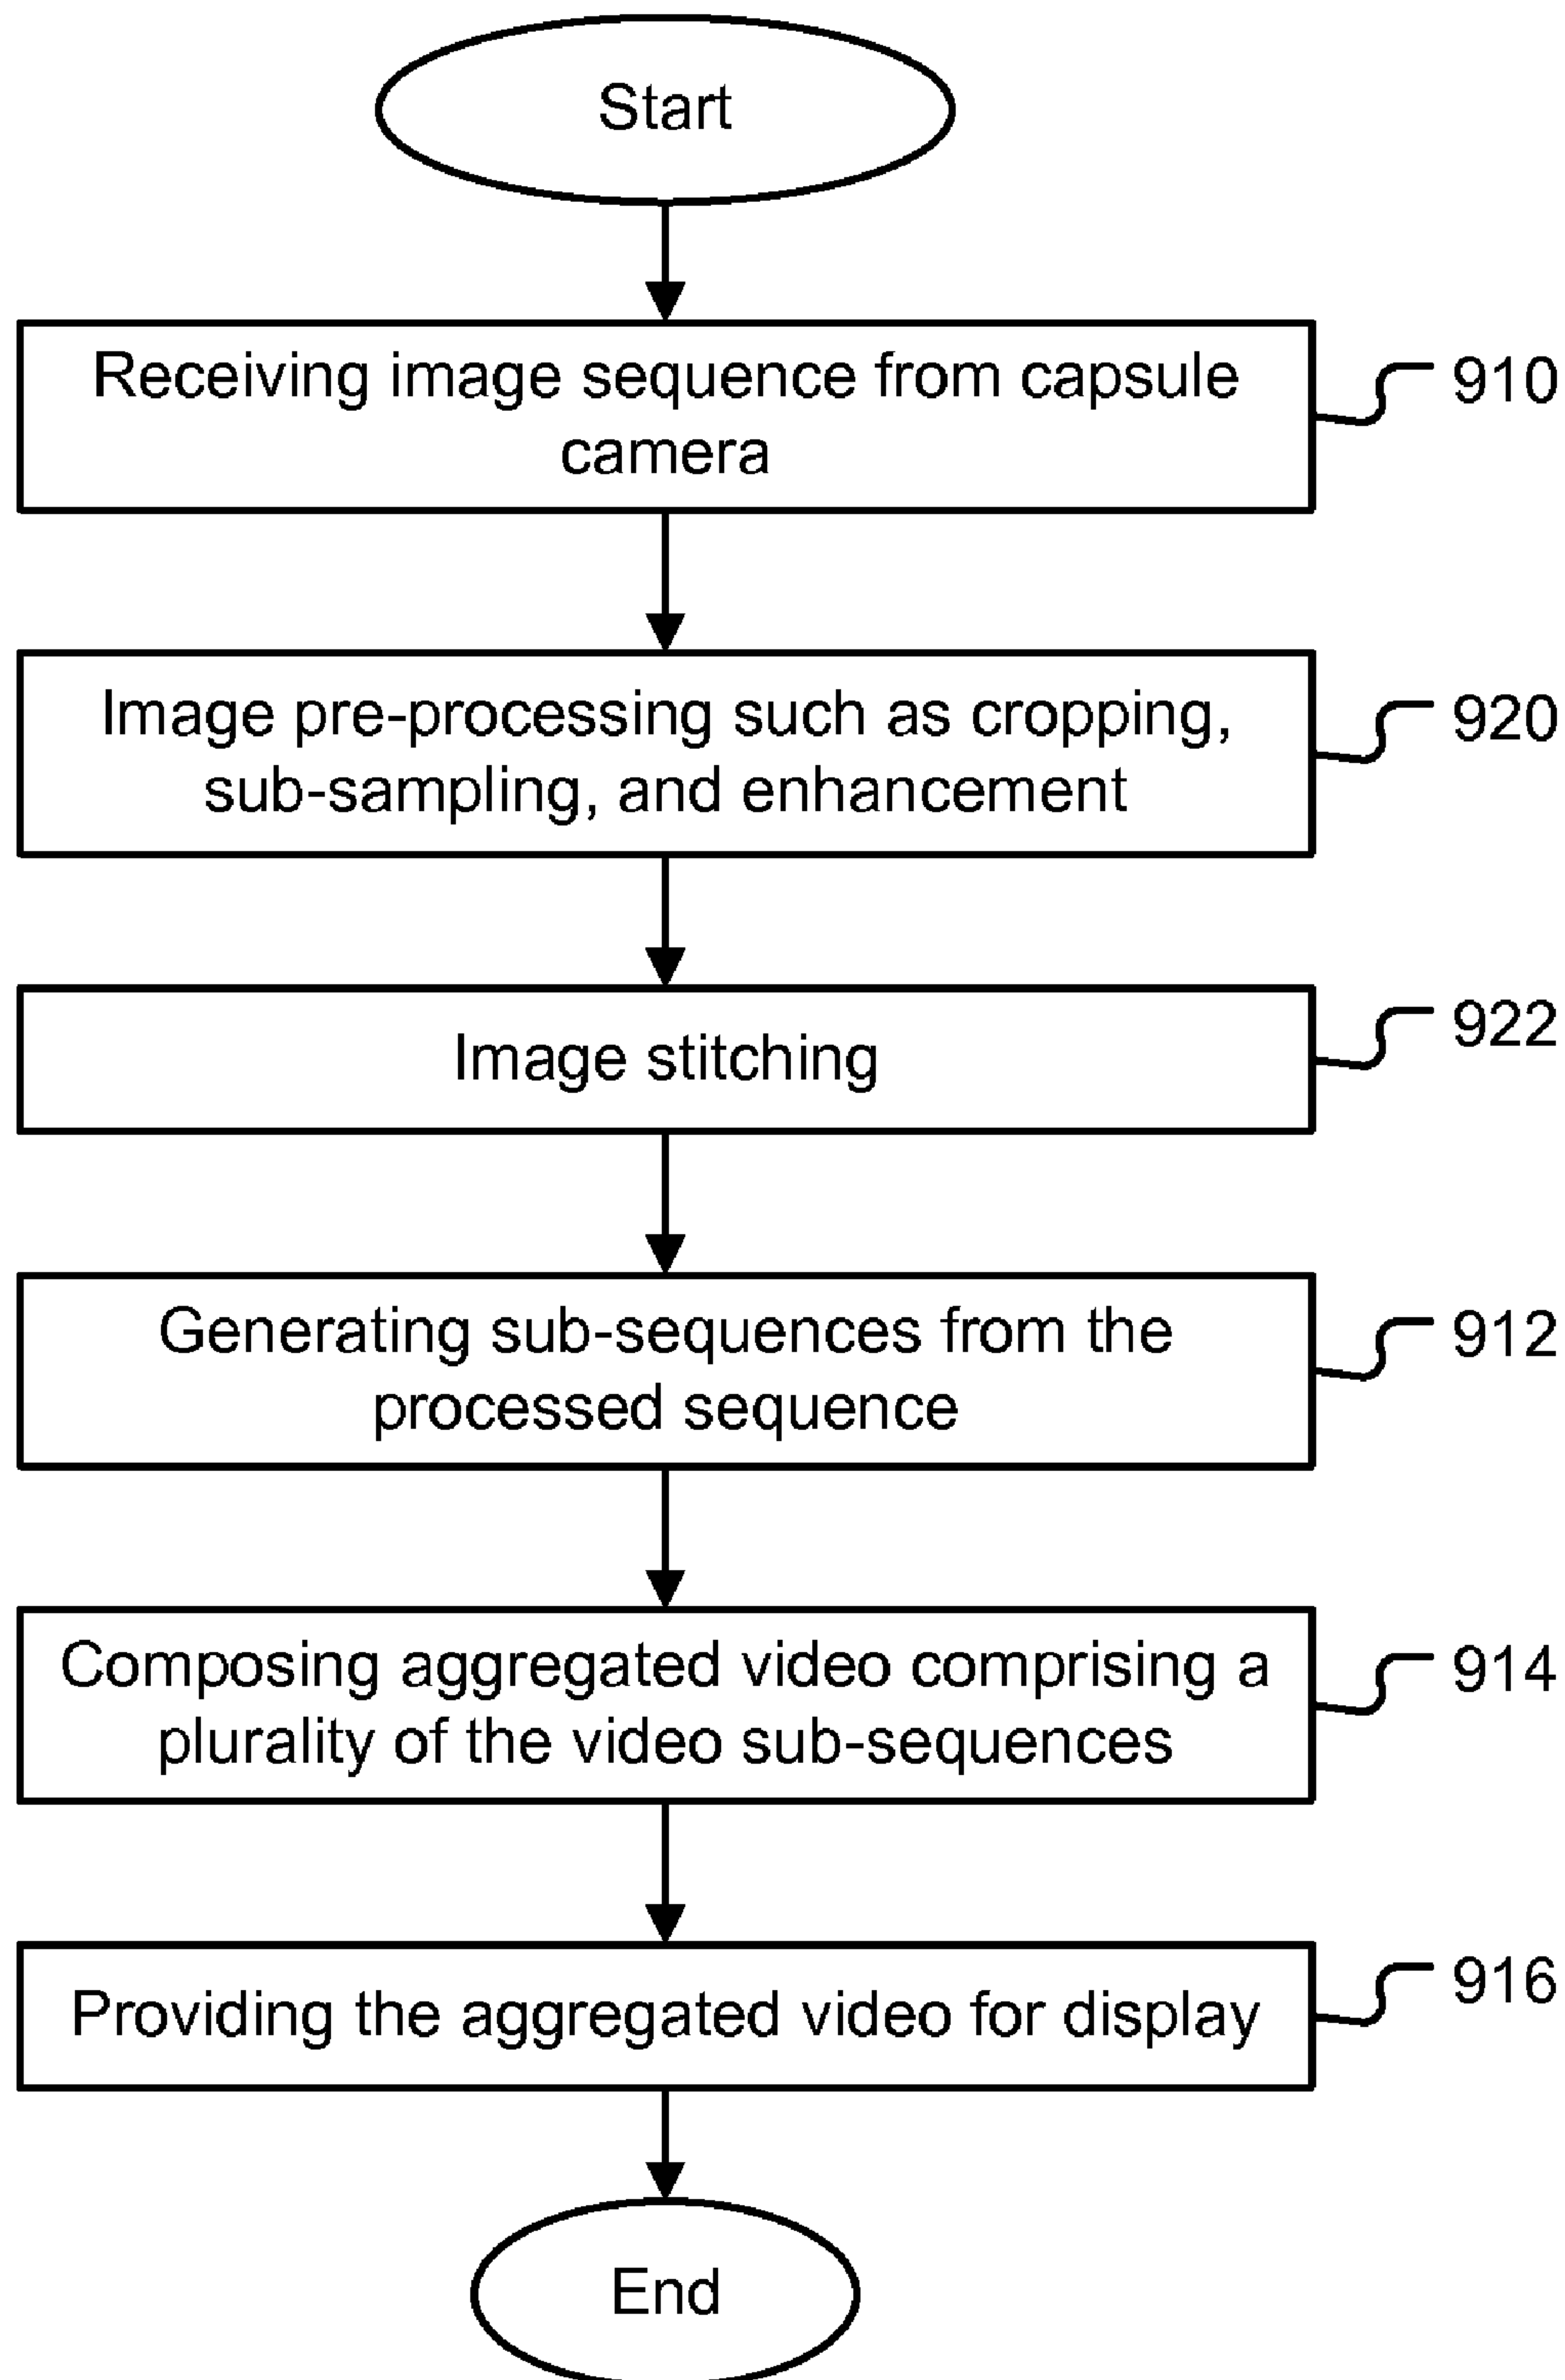 Start
Receiving image sequence from capsule
camera
910
Image pre-processing such as cropping,
sub-sampling, and enhancement
920
Image stitching
922
Generating sub-sequences from the
processed sequence
912
Composing aggregated video comprising a
plurality of the video sub-sequences
914
Providing the aggregated video for display
916
End